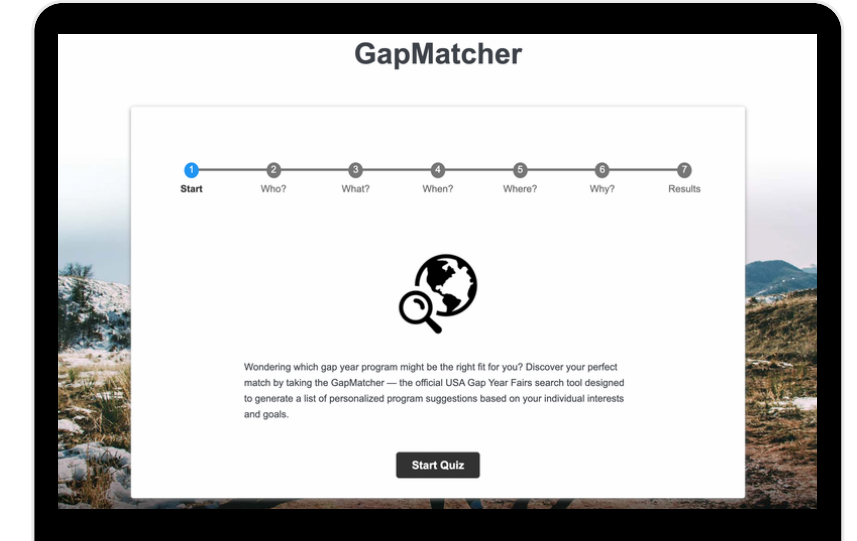 GapMatcher
1 2 3 4 5 6 7
Start Who? What? When? Where? Why? Results
Wondering which gap year program might be the right fit for you? Discover your perfect
match by taking the GapMatcher — the official USA Gap Year Fairs search tool designed
to generate a list of personalized program suggestions based on your individual interests
and goals.
Start Quiz